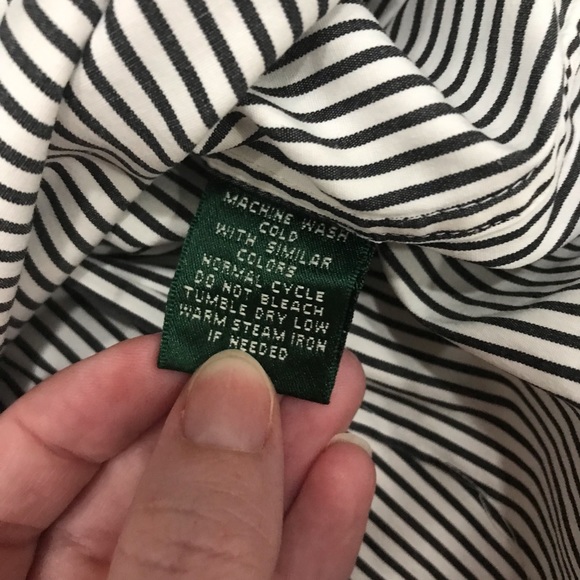 MACHINE WASH
COLD
WITH SIMILAR
COLORS
NORMAL CYCLE
DO NOT BLEACH
TUMBLE DRY LOW
WARM STEAM IRON
IF NEEDED